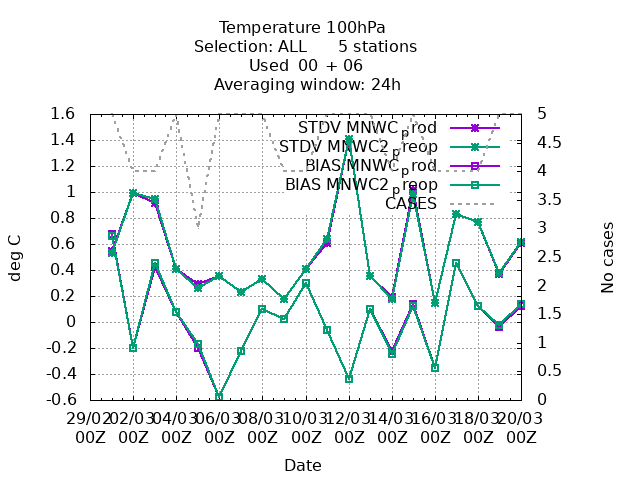 Temperature 100hPa
Selection: ALL 5 stations
Used 00 + 06
Averaging window: 24h
1.6
1.4
1.2
1
0.8
0.6
0.4
0.2
0
-0.2
-0.4
-0.6
deg C
5
4.5
4
3.5
3
2.5
2
1.5
1
0.5
0
No cases
STDV MNWC_prod
STDV MNWC2_preop
BIAS MNWC_prod
BIAS MNWC2_preop
CASES
29/02 02/03 04/03 06/03 08/03 10/03 12/03 14/03 16/03 18/03 20/03
00Z 00Z 00Z 00Z 00Z 00Z 00Z 00Z 00Z 00Z 00Z
Date